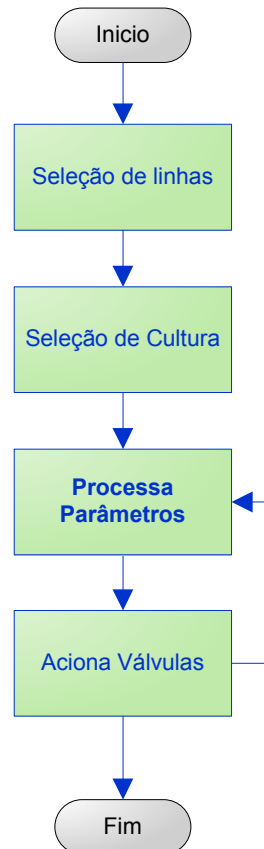 Inicio
Seleção de linhas
Seleção de Cultura
Processa
Parâmetros
Aciona Válvulas
Fim